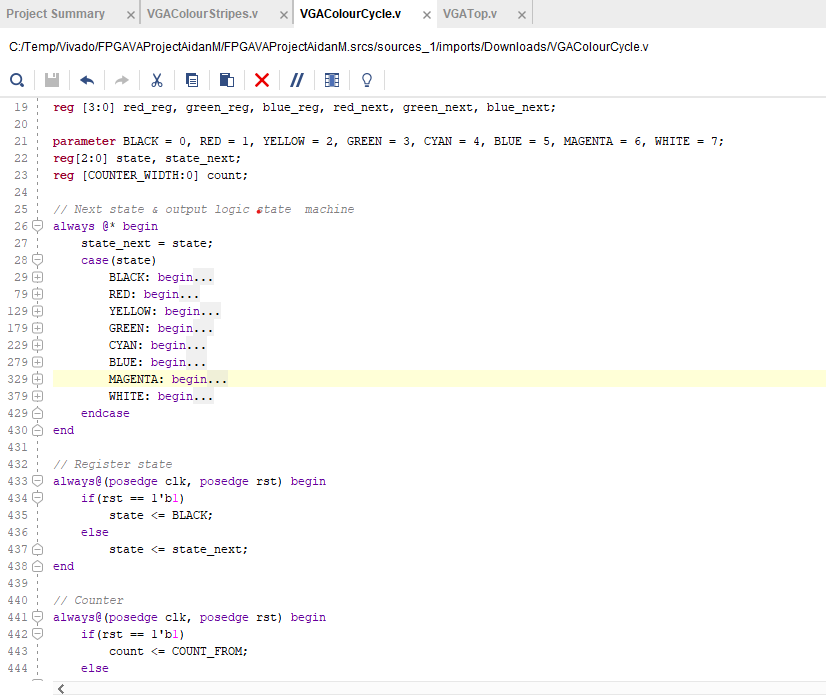 Project Summary × VGAColourStripes.v × VGAColourCycle.v × VGATop.v ×
C:/Temp/Vivado/FPGAVAProjectAidanM/FPGAVAProjectAidanM.srcs/sources_1/imports/Downloads/VGAColourCycle.v
19 reg [3:0] red_reg, green_reg, blue_reg, red_next, green_next, blue_next;
20
21 parameter BLACK = 0, RED = 1, YELLOW = 2, GREEN = 3, CYAN = 4, BLUE = 5, MAGENTA = 6, WHITE = 7;
22 reg[2:0] state, state_next;
23 reg [COUNTER_WIDTH:0] count;
24
25 // Next state & output logic state  machine
26 always @* begin
27     state_next = state;
28     case(state)
29         BLACK: begin...
79         RED: begin...
129         YELLOW: begin...
179         GREEN: begin...
229         CYAN: begin...
279         BLUE: begin...
329         MAGENTA: begin...
379         WHITE: begin...
429     endcase
430 end
431
432 // Register state
433 always@(posedge clk, posedge rst) begin
434     if(rst == 1'b1)
435         state <= BLACK;
436     else
437         state <= state_next;
438 end
439
440 // Counter
441 always@(posedge clk, posedge rst) begin
442     if(rst == 1'b1)
443         count <= COUNT_FROM;
444     else